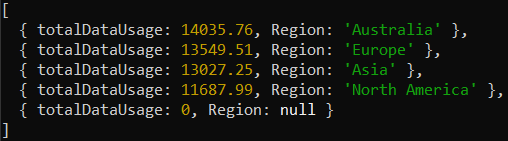 [
  { totalDataUsage: 14035.76, Region: 'Australia' },
  { totalDataUsage: 13549.51, Region: 'Europe' },
  { totalDataUsage: 13027.25, Region: 'Asia' },
  { totalDataUsage: 11687.99, Region: 'North America' },
  { totalDataUsage: 0, Region: null }
]